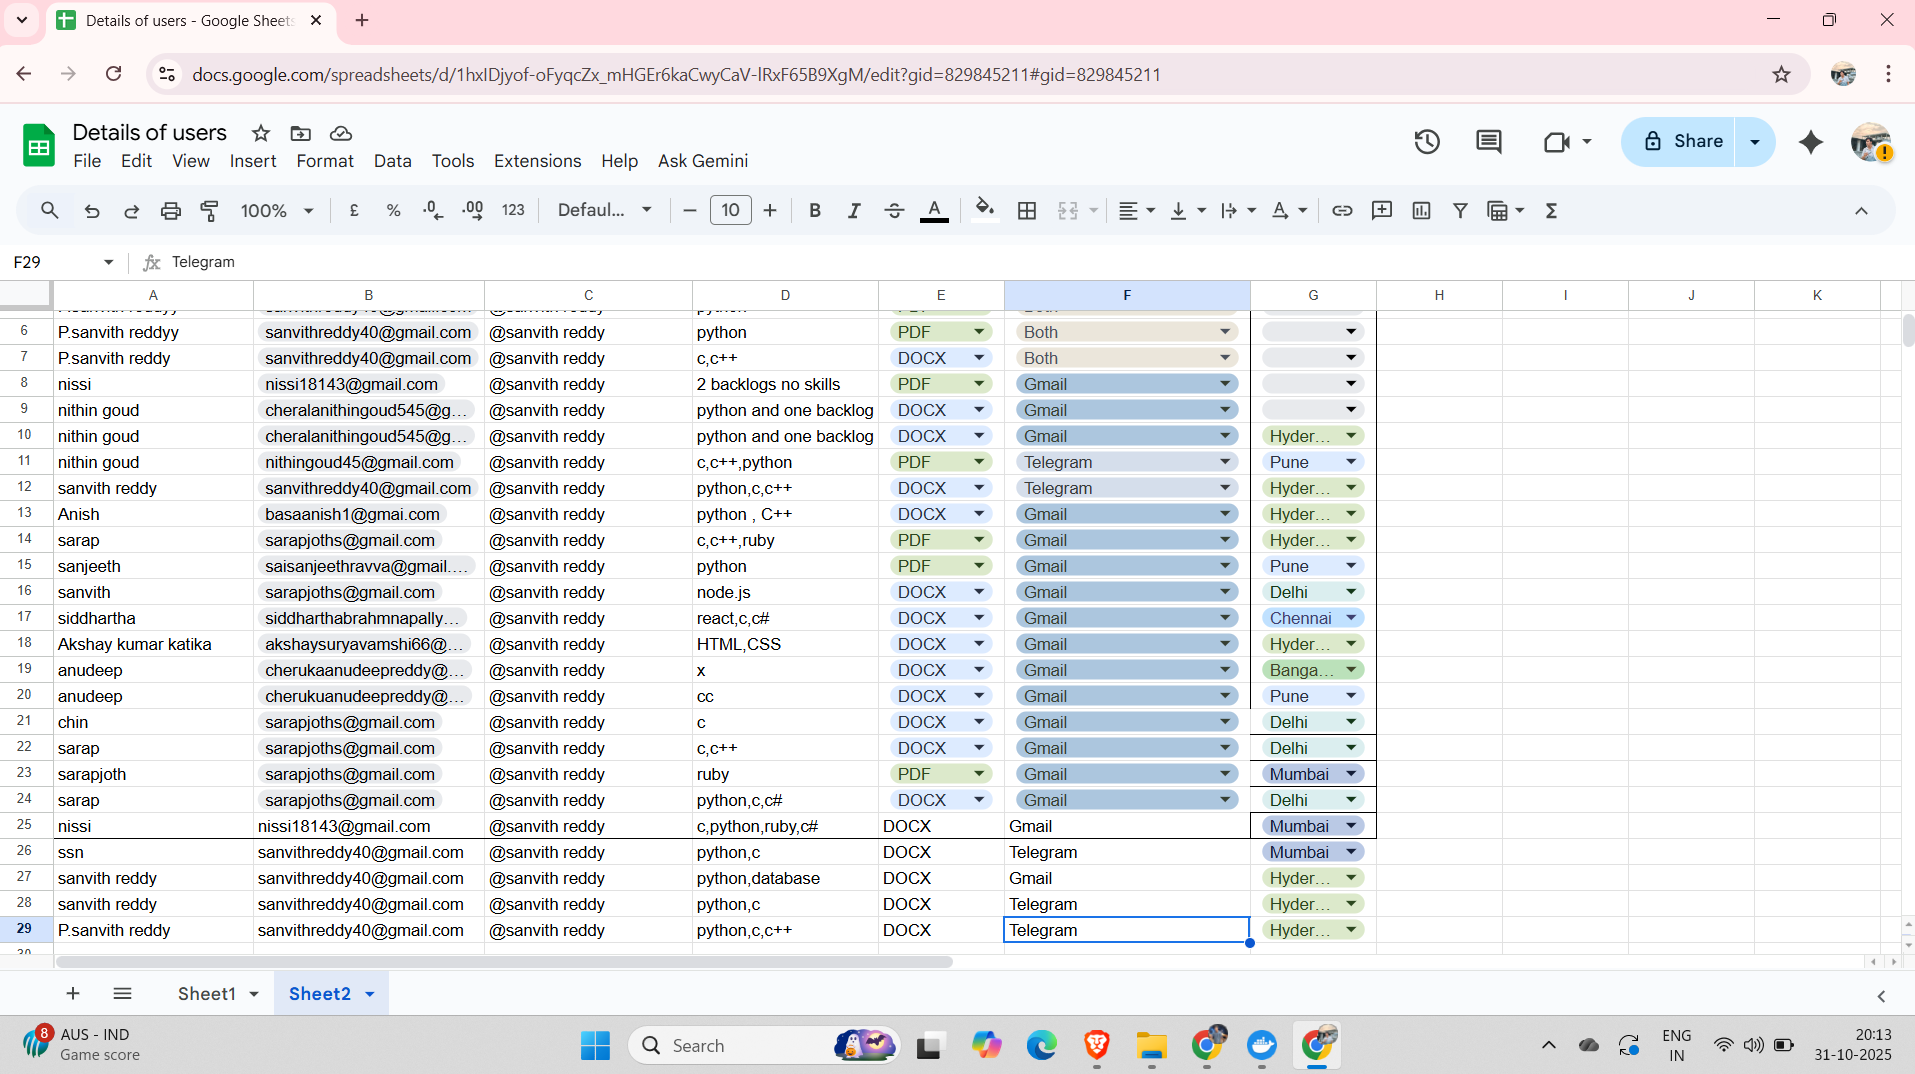 Details of users - Google Sheets
docs.google.com/spreadsheets/d/1hxIDjyof-oFyqcZx_mHGEr6kaCwyCaV-lRxF65B9XgM/edit?gid=829845211#gid=829845211
Details of users
File Edit View Insert Format Data Tools Extensions Help Ask Gemini
Share
100% £ % .0 .00 123 Defaul... 10 B I A
F29 fx Telegram
A B C D E F G H I J K
6 P.sanvith reddyy sanvithreddy40@gmail.com @sanvith reddy python PDF Both
7 P.sanvith reddy sanvithreddy40@gmail.com @sanvith reddy c,c++ DOCX Both
8 nissi nissi18143@gmail.com @sanvith reddy 2 backlogs no skills PDF Gmail
9 nithin goud cheralanithingoud545@g... @sanvith reddy python and one backlog DOCX Gmail
10 nithin goud cheralanithingoud545@g... @sanvith reddy python and one backlog DOCX Gmail Hyder...
11 nithin goud nithingoud45@gmail.com @sanvith reddy c,c++,python PDF Telegram Pune
12 sanvith reddy sanvithreddy40@gmail.com @sanvith reddy python,c,c++ DOCX Telegram Hyder...
13 Anish basaanish1@gmai.com @sanvith reddy python , C++ DOCX Gmail Hyder...
14 sarap sarapjoths@gmail.com @sanvith reddy c,c++,ruby PDF Gmail Hyder...
15 sanjeeth saisanjeethravva@gmail.... @sanvith reddy python PDF Gmail Pune
16 sanvith sarapjoths@gmail.com @sanvith reddy node.js DOCX Gmail Delhi
17 siddhartha siddharthabrahmnapally... @sanvith reddy react,c,c# DOCX Gmail Chennai
18 Akshay kumar katika akshaysuryavamshi66@... @sanvith reddy HTML,CSS DOCX Gmail Hyder...
19 anudeep cherukaanudeepreddy@... @sanvith reddy x DOCX Gmail Banga...
20 anudeep cherukuanudeepreddy@... @sanvith reddy cc DOCX Gmail Pune
21 chin sarapjoths@gmail.com @sanvith reddy c DOCX Gmail Delhi
22 sarap sarapjoths@gmail.com @sanvith reddy c,c++ DOCX Gmail Delhi
23 sarapjoth sarapjoths@gmail.com @sanvith reddy ruby PDF Gmail Mumbai
24 sarap sarapjoths@gmail.com @sanvith reddy python,c,c# DOCX Gmail Delhi
25 nissi nissi18143@gmail.com @sanvith reddy c,python,ruby,c# DOCX Gmail Mumbai
26 ssn sanvithreddy40@gmail.com @sanvith reddy python,c DOCX Telegram Mumbai
27 sanvith reddy sanvithreddy40@gmail.com @sanvith reddy python,database DOCX Gmail Hyder...
28 sanvith reddy sanvithreddy40@gmail.com @sanvith reddy python,c DOCX Telegram Hyder...
29 P.sanvith reddy sanvithreddy40@gmail.com @sanvith reddy python,c,c++ DOCX Telegram Hyder...
Sheet1 Sheet2
8 AUS - IND
Game score
Search
ENG
IN
20:13
31-10-2025